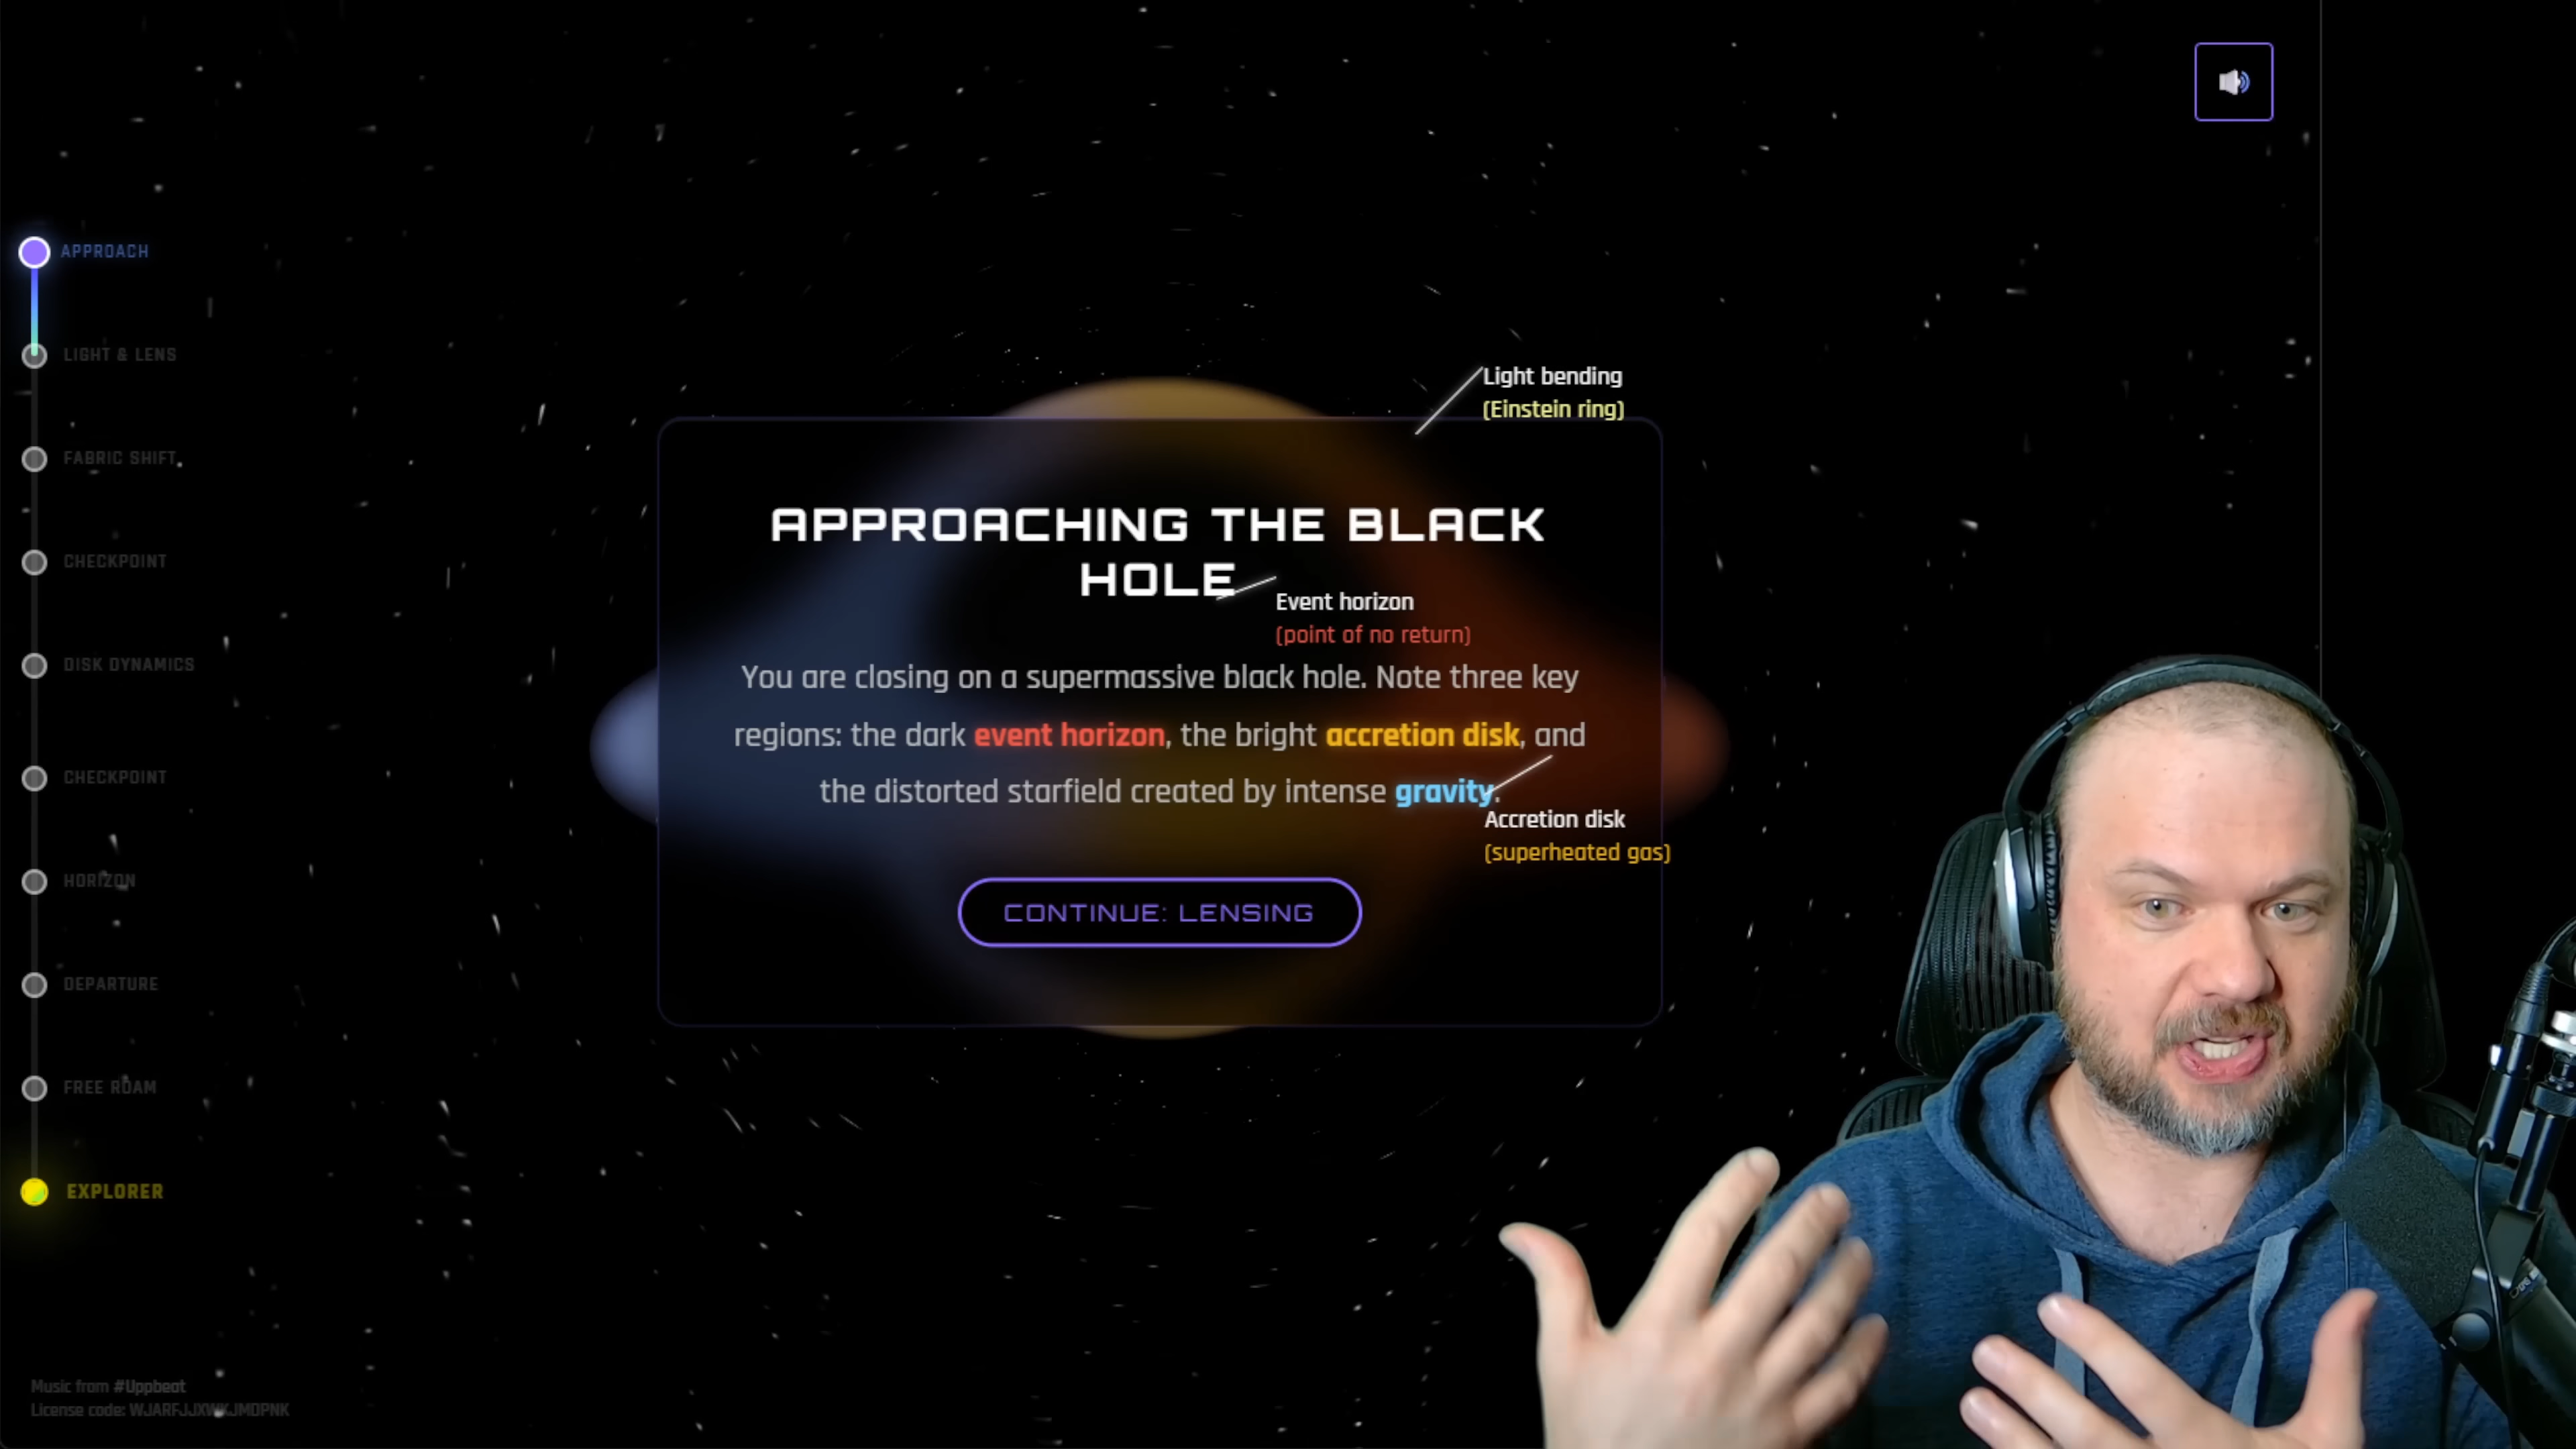 APPROACH
LIGHT & LENS
FABRIC SHIFT
CHECKPOINT
DISK DYNAMICS
CHECKPOINT
HORIZON
DEPARTURE
FREE ROAM
EXPLORER
Light bending
(Einstein ring)
APPROACHING THE BLACK
HOLE
Event horizon
(point of no return)
You are closing on a supermassive black hole. Note three key
regions: the dark event horizon, the bright accretion disk, and
the distorted starfield created by intense gravity.
Accretion disk
(superheated gas)
CONTINUE: LENSING
Music from #Uppbeat
License code: